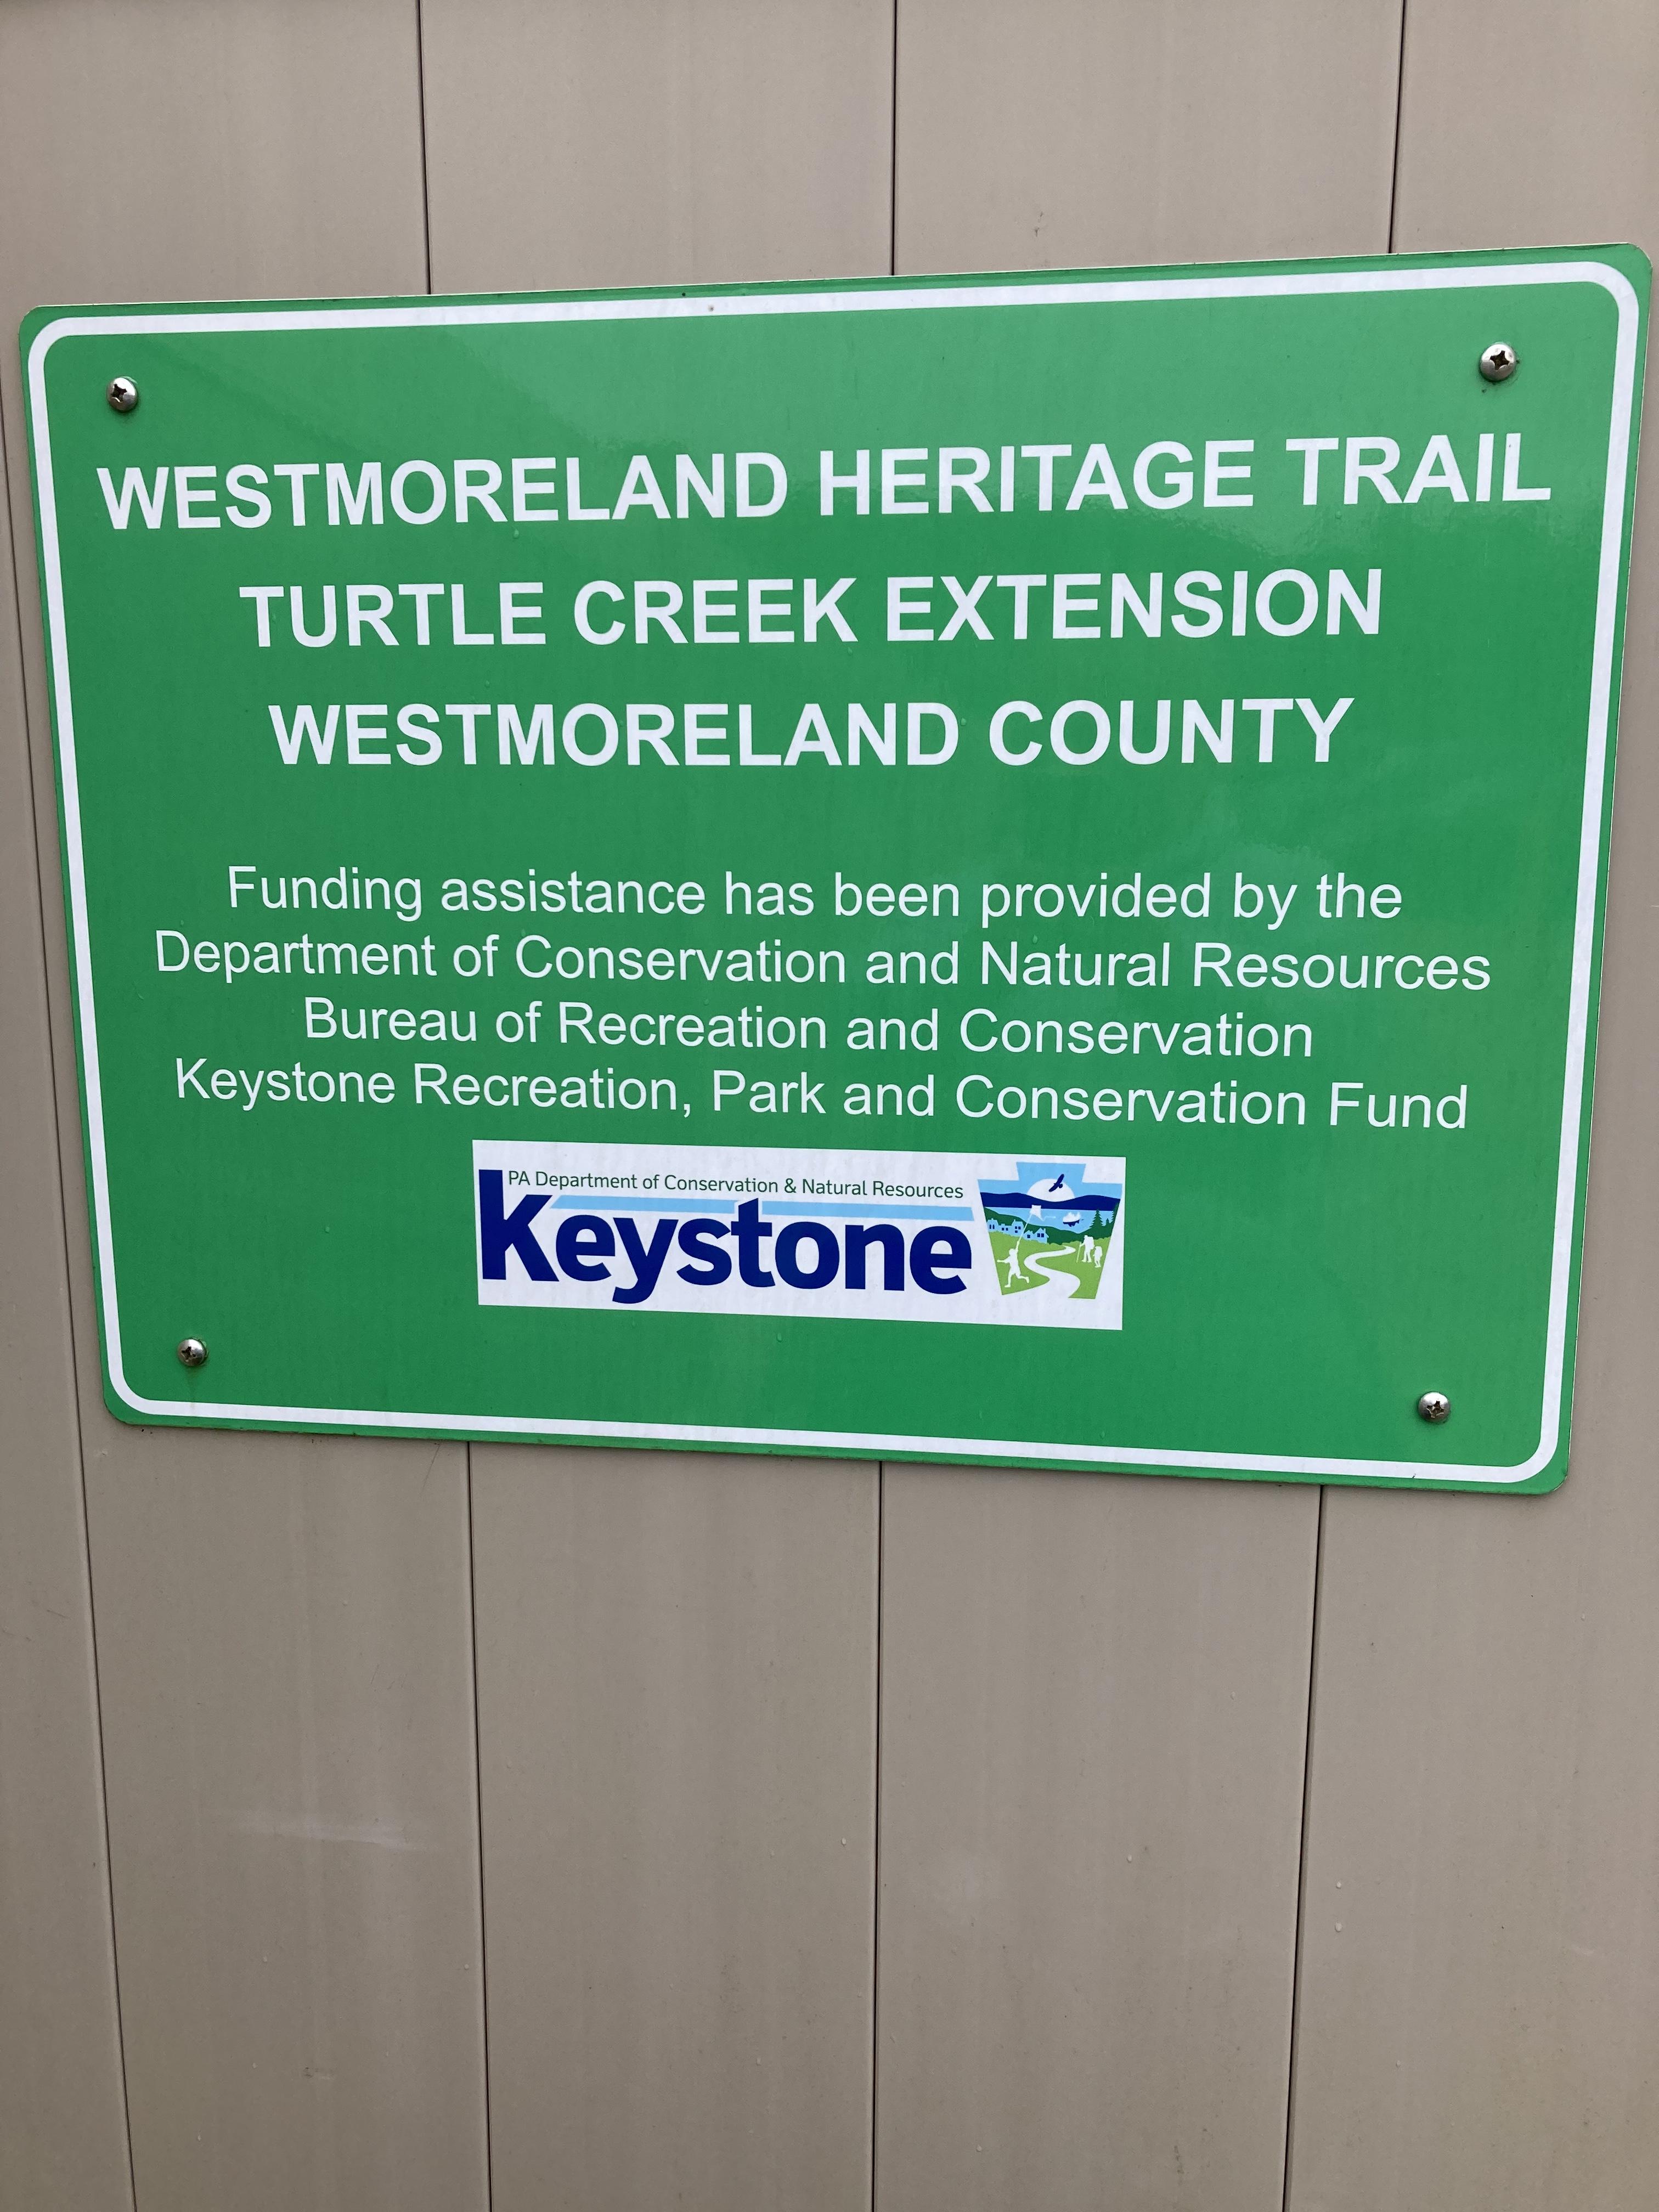 WESTMORELAND HERITAGE TRAIL
TURTLE CREEK EXTENSION
WESTMORELAND COUNTY
Funding assistance has been provided by the
Department of Conservation and Natural Resources
Bureau of Recreation and Conservation
Keystone Recreation, Park and Conservation Fund
PA Department of Conservation & Natural Resources
Keystone